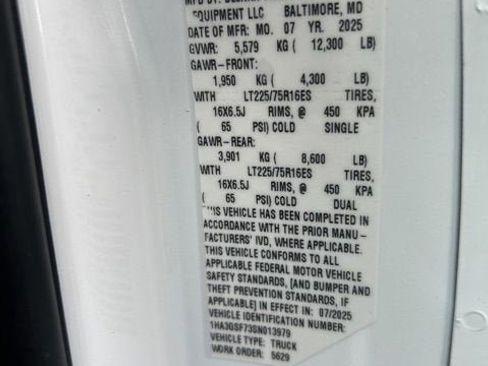 MFD BY:
EQUIPMENT LLC BALTIMORE, MD
DATE OF MFR: MO. 07 YR. 2025
GVWR: 5,579 KG ( 12,300 LB)
GAWR-FRONT:
1,950 KG ( 4,300 LB)
WITH LT225/75R16ES TIRES,
16X6.5J RIMS, @ 450 KPA
( 65 PSI) COLD SINGLE
GAWR-REAR:
3,901 KG ( 8,600 LB)
WITH LT225/75R16ES TIRES,
16X6.5J RIMS, @ 450 KPA
( 65 PSI) COLD DUAL
THIS VEHICLE HAS BEEN COMPLETED IN
ACCORDANCE WITH
THE PRIOR MANU-
FACTURERS' IVD, WHERE APPLICABLE.
THIS VEHICLE CONFORMS TO ALL
APPLICABLE FEDERAL MOTOR VEHICLE
SAFETY STANDARDS, [AND BUMPER AND
THEFT PREVENTION STANDARDS, IF
APPLICABLE] IN EFFECT IN: 07/2025
VEHICLE IDENTIFICATION NUMBER:
1HA3GSF73SN013979
VEHICLE TYPE: TRUCK
WORK ORDER: 5629